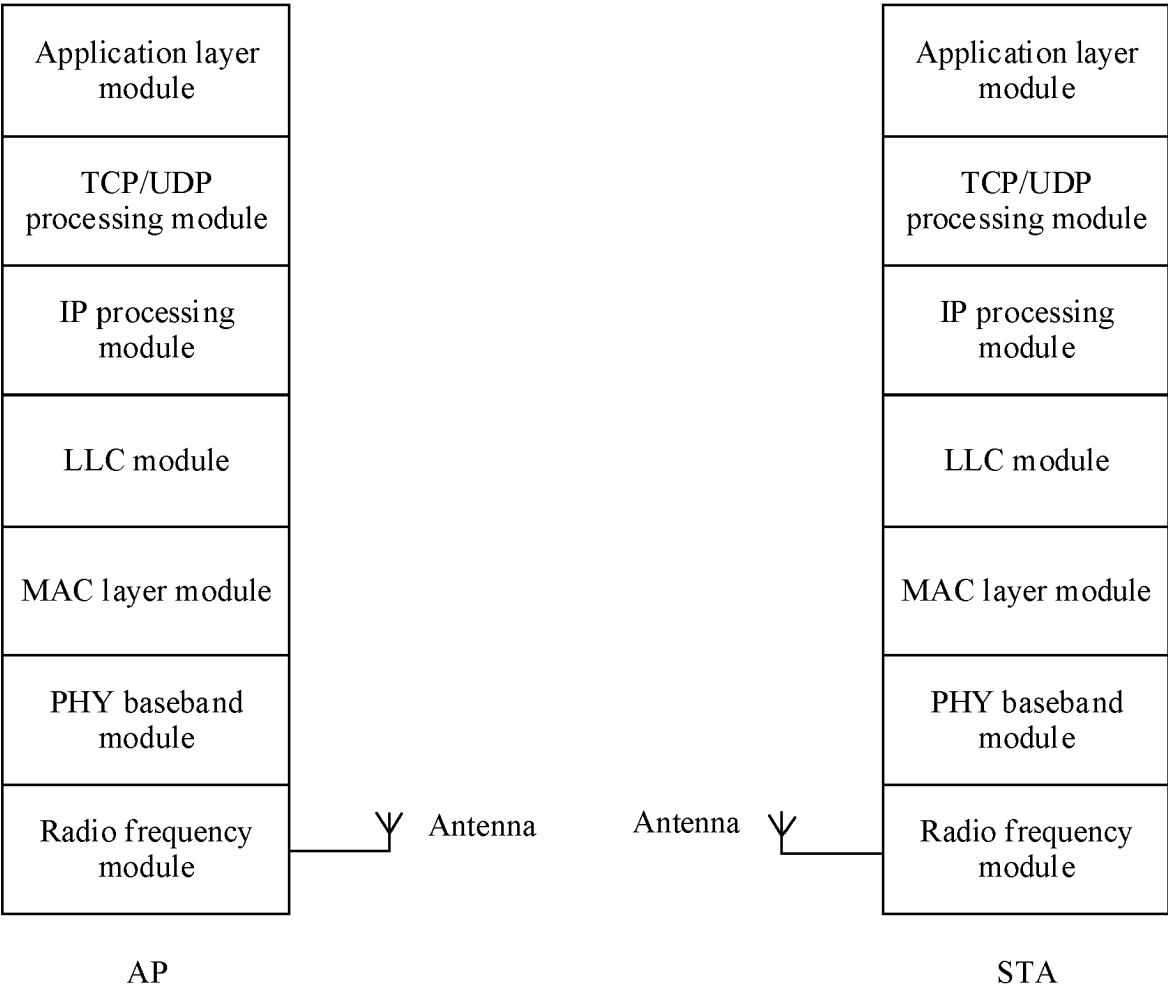 Application layer
module
TCP/UDP
processing module
IP processing
module
LLC module
MAC layer module
PHY baseband
module
Radio frequency
module
Antenna
AP
Application layer
module
TCP/UDP
processing module
IP processing
module
LLC module
MAC layer module
PHY baseband
module
Antenna
Radio frequency
module
STA